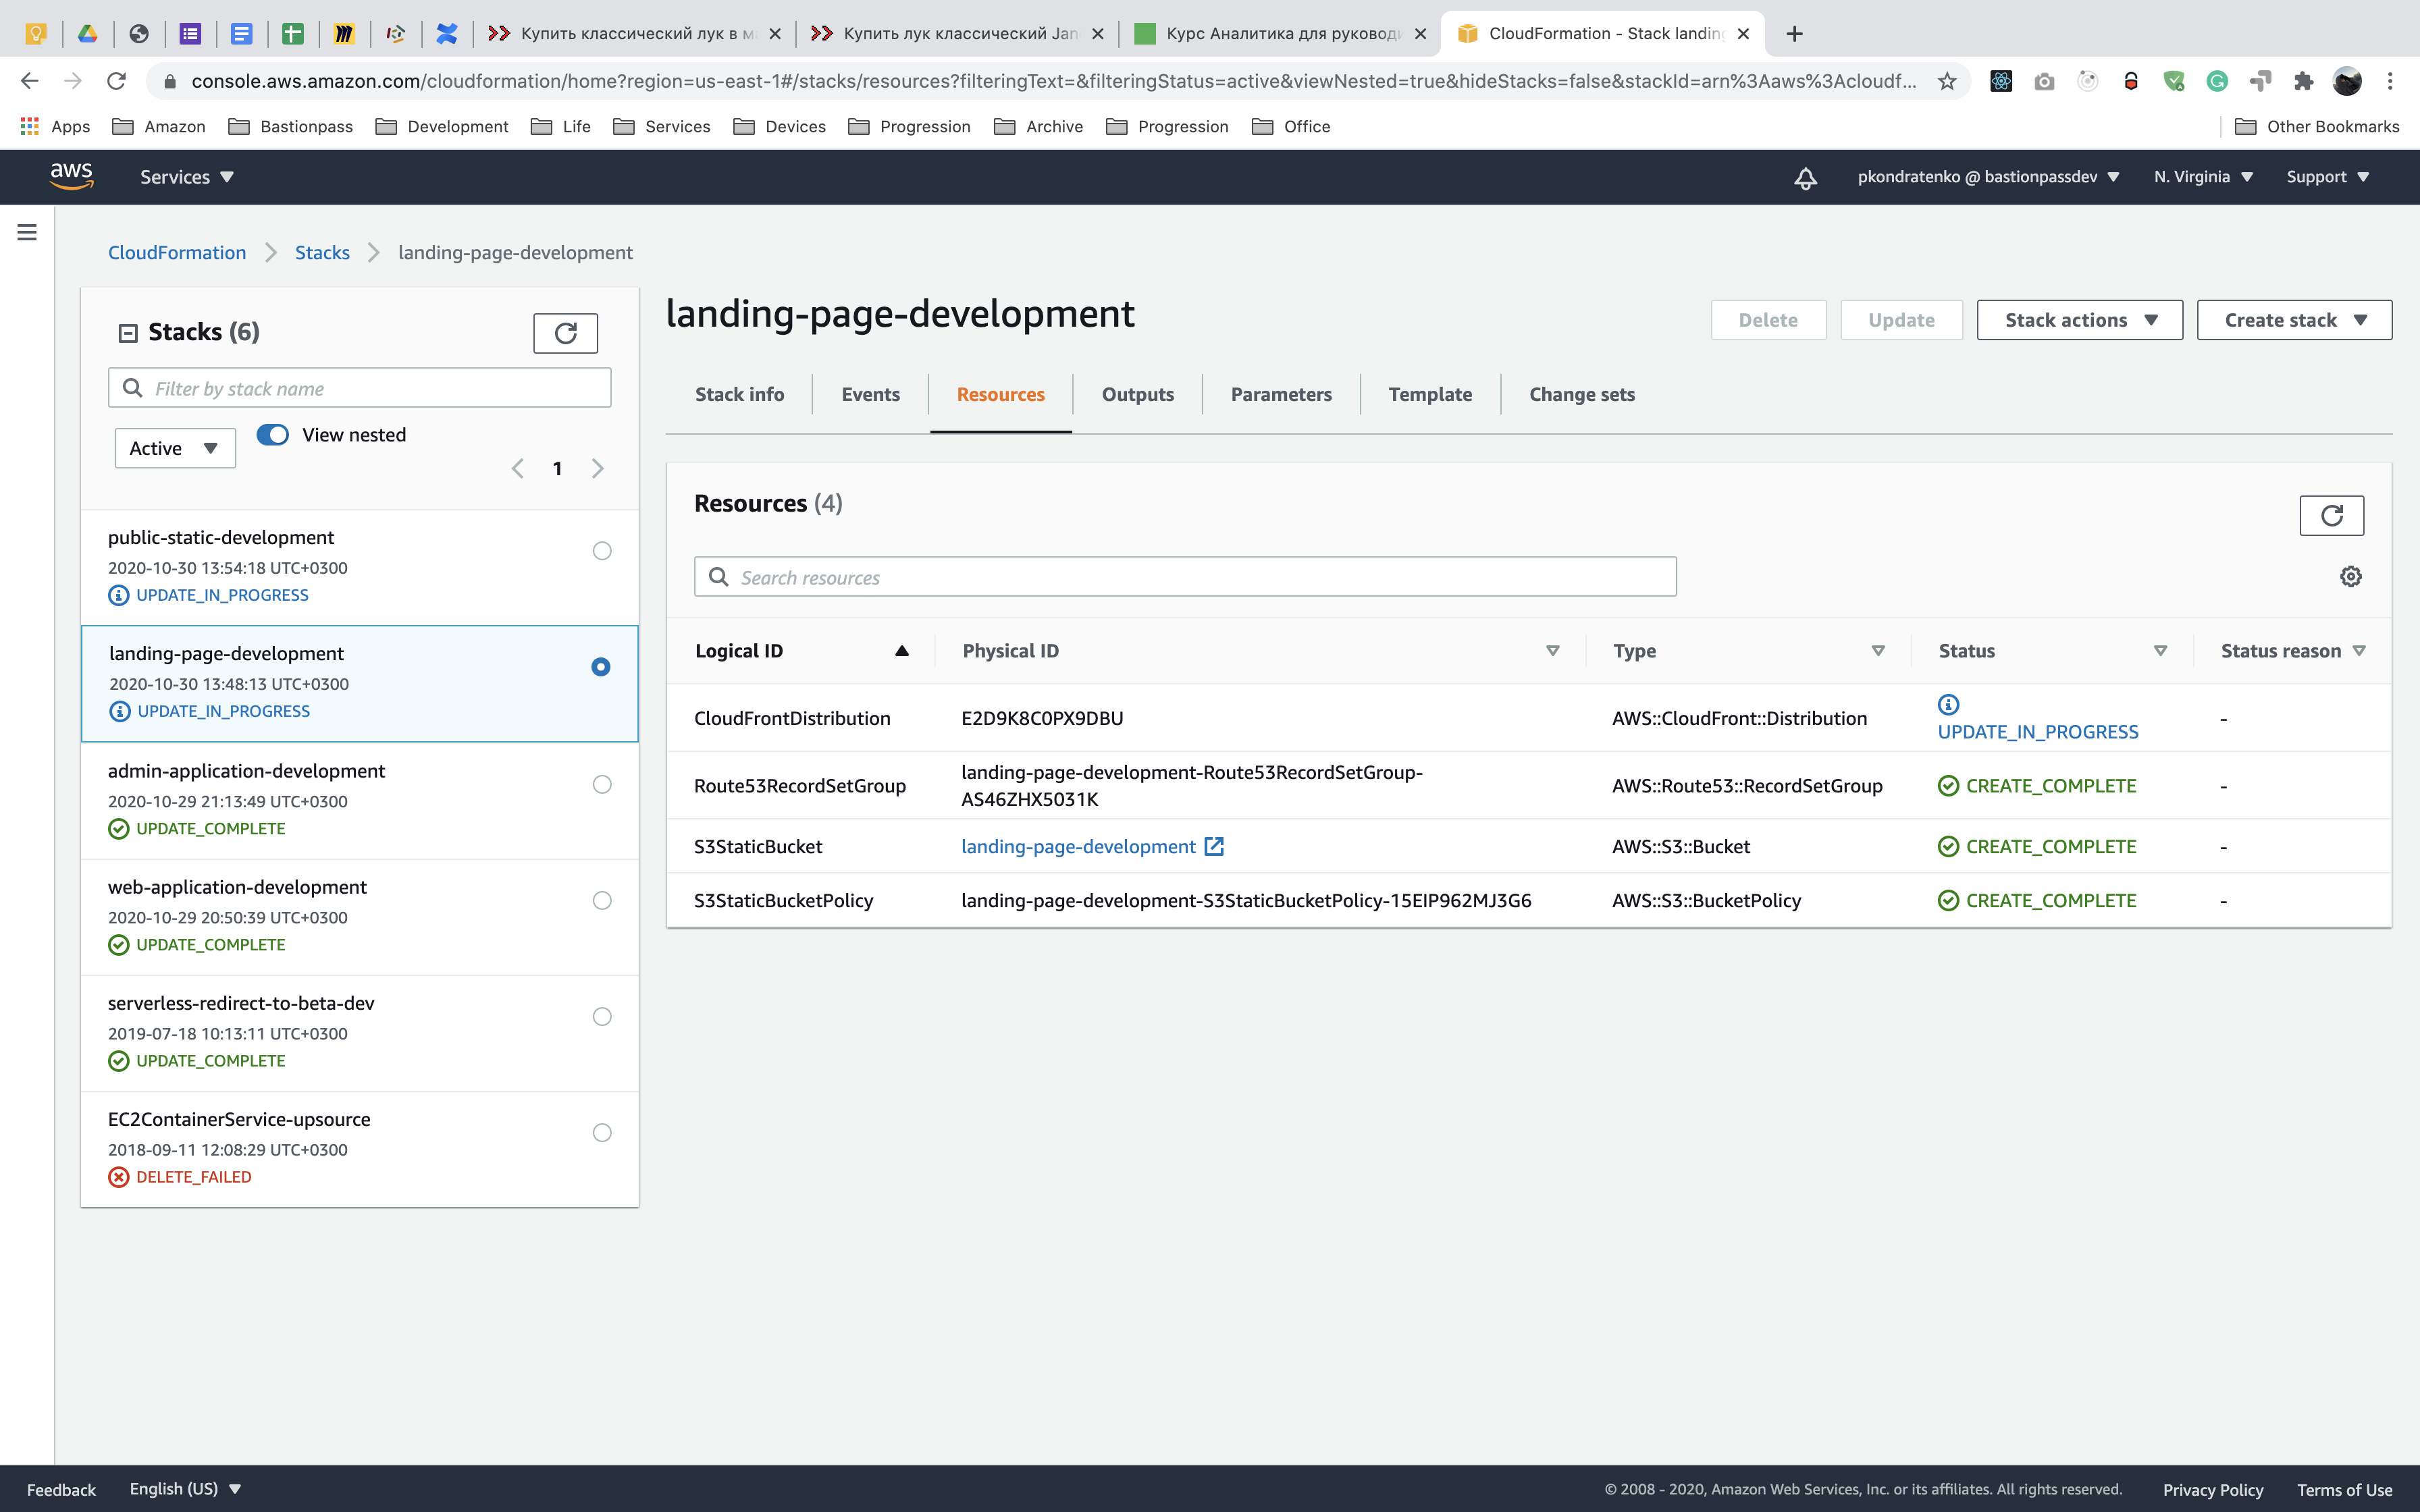 Купить классический лук в м
Купить лук классический Jan
Курс Аналитика для руковод
CloudFormation - Stack landin
console.aws.amazon.com/cloudformation/home?region=us-east-1#/stacks/resources?filteringText=&filteringStatus=active&viewNested=true&hideStacks=false&stackId=arn%3Aaws%3Acloudf...
Apps Amazon Bastionpass Development Life Services Devices Progression Archive Progression Office Other Bookmarks
aws Services pkondratenko @ bastionpassdev N. Virginia Support
CloudFormation Stacks landing-page-development
Stacks (6)
Filter by stack name
Active View nested
1
public-static-development
2020-10-30 13:54:18 UTC+0300
UPDATE_IN_PROGRESS
landing-page-development
2020-10-30 13:48:13 UTC+0300
UPDATE_IN_PROGRESS
admin-application-development
2020-10-29 21:13:49 UTC+0300
UPDATE_COMPLETE
web-application-development
2020-10-29 20:50:39 UTC+0300
UPDATE_COMPLETE
serverless-redirect-to-beta-dev
2019-07-18 10:13:11 UTC+0300
UPDATE_COMPLETE
EC2ContainerService-upsource
2018-09-11 12:08:29 UTC+0300
DELETE_FAILED
landing-page-development
Delete Update Stack actions Create stack
Stack info Events Resources Outputs Parameters Template Change sets
Resources (4)
Search resources
Logical ID Physical ID Type Status Status reason
CloudFrontDistribution E2D9K8C0PX9DBU AWS::CloudFront::Distribution UPDATE_IN_PROGRESS -
Route53RecordSetGroup landing-page-development-Route53RecordSetGroup-
AS46ZHX5031K AWS::Route53::RecordSetGroup CREATE_COMPLETE -
S3StaticBucket landing-page-development AWS::S3::Bucket CREATE_COMPLETE -
S3StaticBucketPolicy landing-page-development-S3StaticBucketPolicy-15EIP962MJ3G6 AWS::S3::BucketPolicy CREATE_COMPLETE -
Feedback English (US) © 2008 - 2020, Amazon Web Services, Inc. or its affiliates. All rights reserved. Privacy Policy Terms of Use